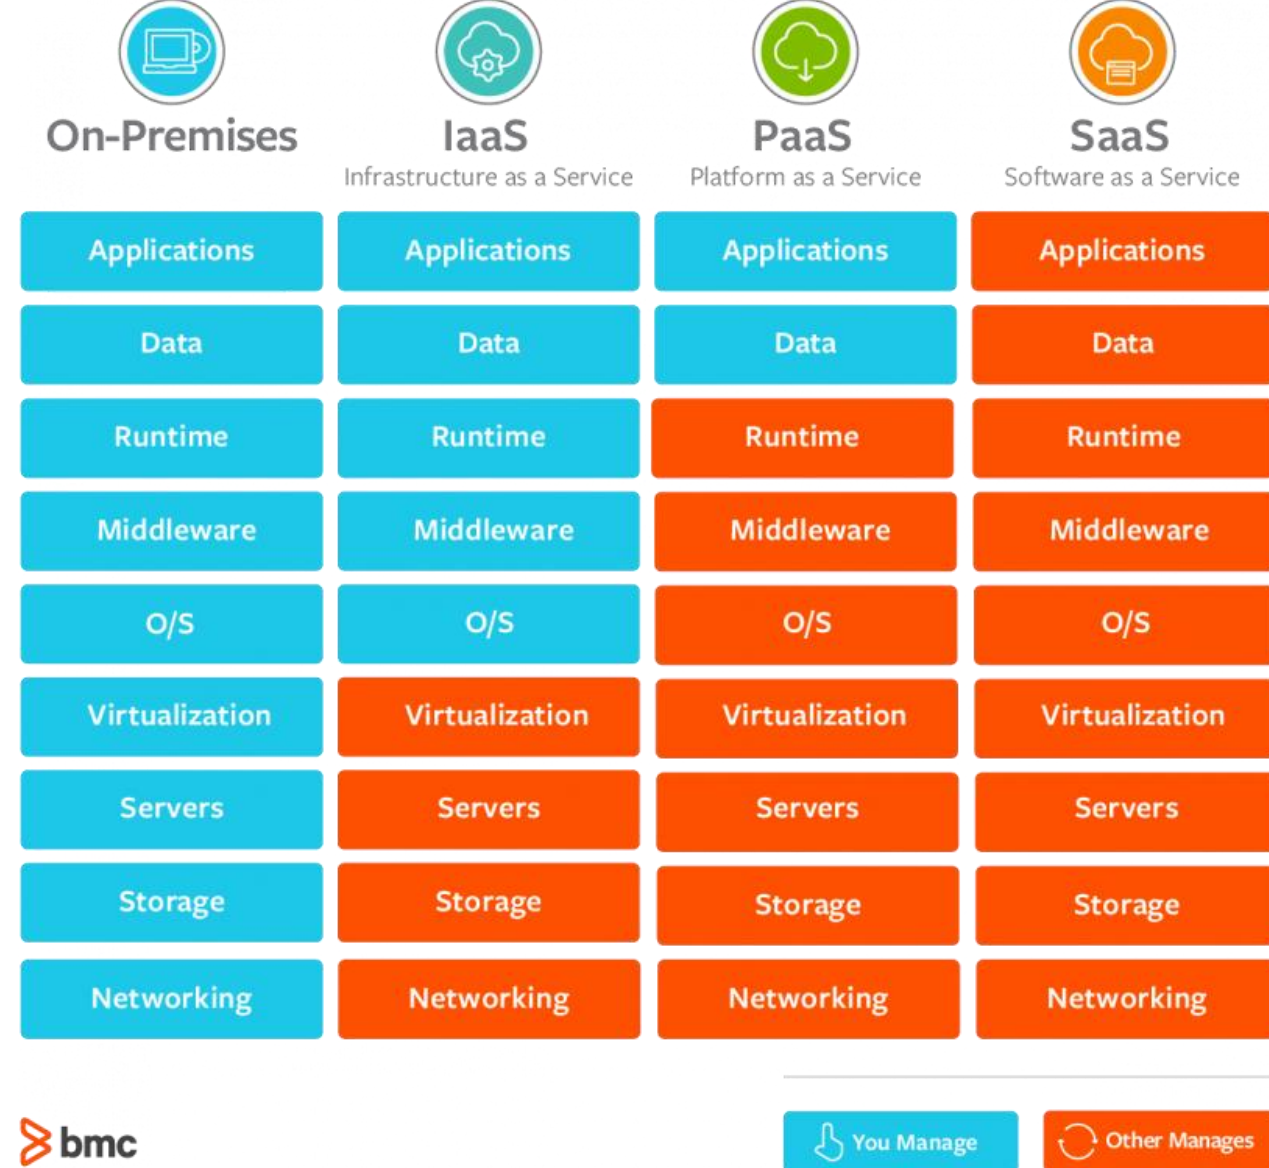 On-Premises IaaS PaaS SaaS
Infrastructure as a Service Platform as a Service Software as a Service
Applications Applications Applications Applications
Data Data Data Data
Runtime Runtime Runtime Runtime
Middleware Middleware Middleware Middleware
O/S O/S O/S O/S
Virtualization Virtualization Virtualization Virtualization
Servers Servers Servers Servers
Storage Storage Storage Storage
Networking Networking Networking Networking
bmc You Manage Other Manages